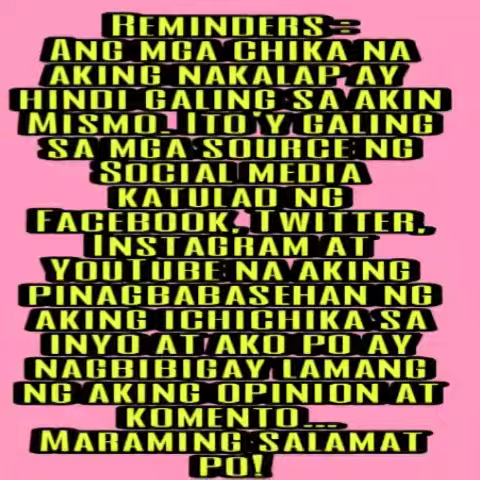 Reminders :
Ang mga chika na
aking nakalap ay
hindi galing sa akin
mismo. Ito'y galing
sa mga source ng
Social media
katulad ng
Facebook, Twitter,
Instagram at
YouTube na aking
pinagbabasehan ng
aking ichichika sa
inyo at ako po ay
nagbibigay lamang
ng aking opinion at
komento...
Maraming salamat
po!